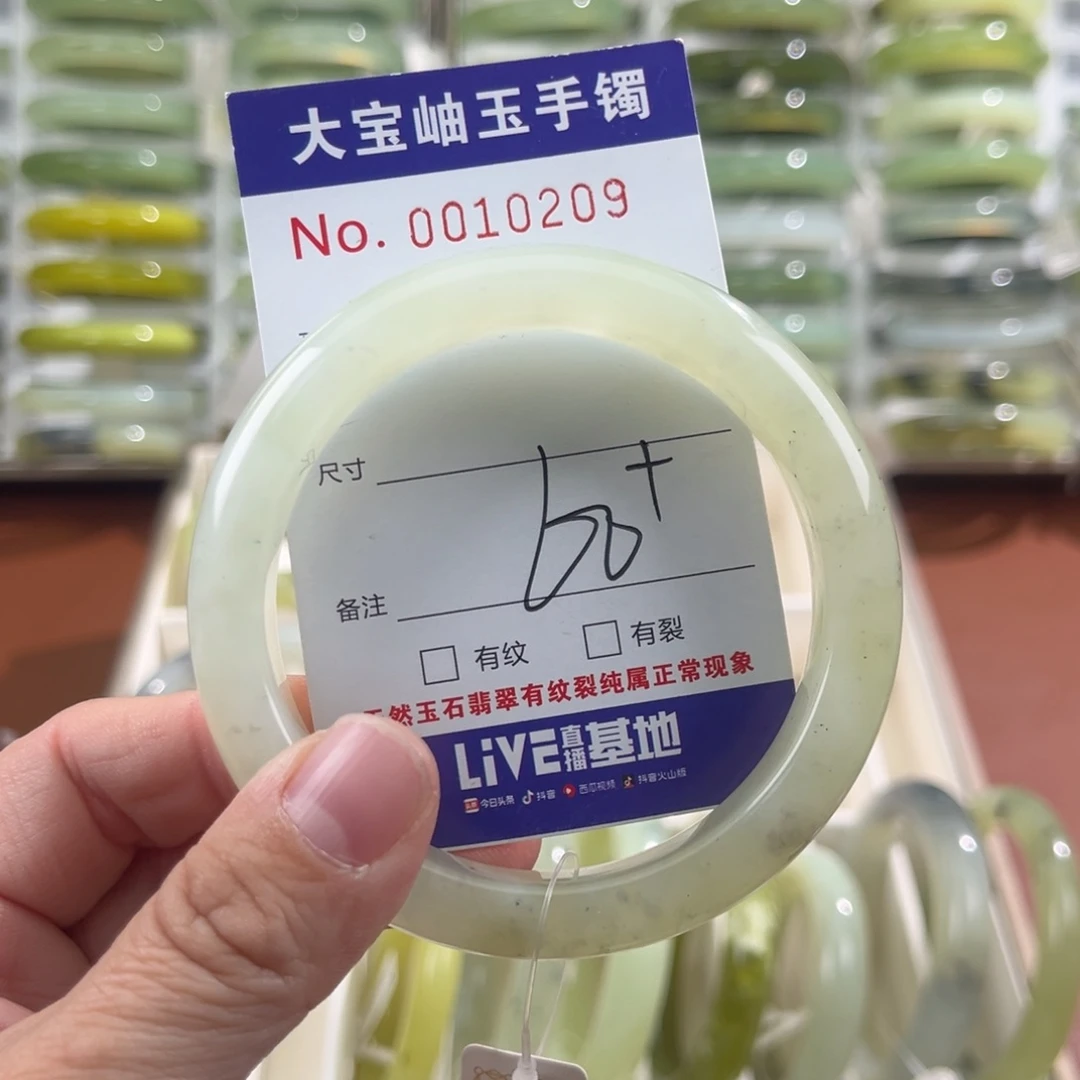 大宝岫玉手镯
No. 0010209
尺寸
60+
备注
□ 有纹 □ 有裂
天然玉石翡翠有纹裂纯属正常现象
LiVE直播基地
今日头条 抖音 西瓜视频 抖音火山版